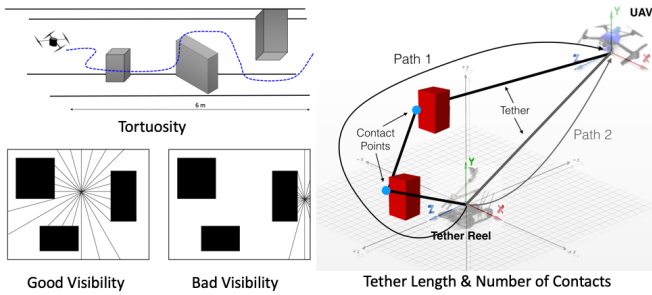 6 m
Tortuosity
Good Visibility
Bad Visibility
UAV
Y
Z
X
Path 1
Tether
Contact
Points
Path 2
Y
Z
X
Tether Reel
Tether Length & Number of Contacts